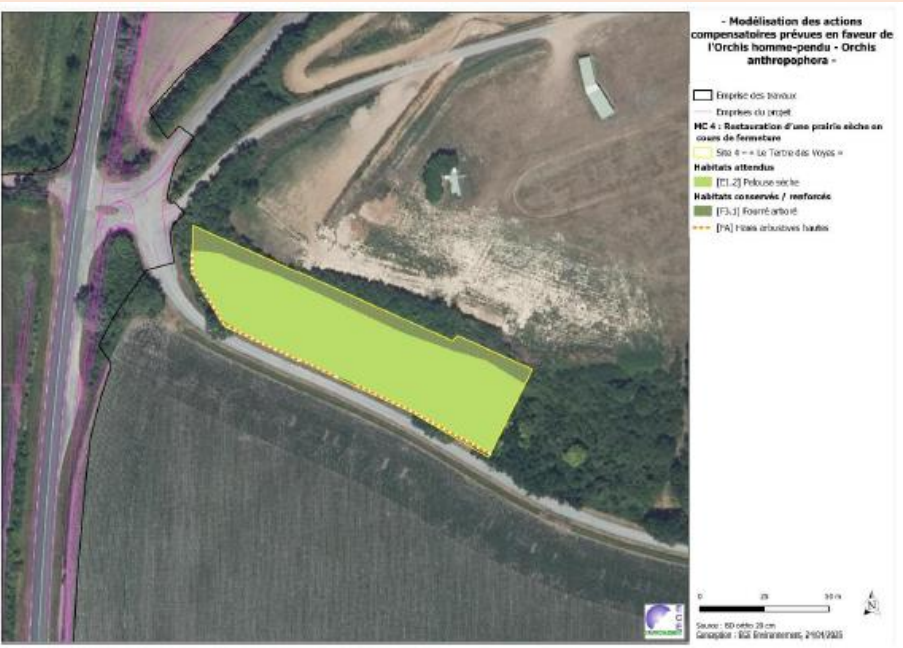 - Modélisation des actions
compensatoires prévues en faveur de
l'Orchis homme-pendu - Orchis
anthropophora -
Emprise des travaux
Emprises du projet
MC 4 : Restauration d'une prairie sèche en
cours de fermeture
Site 4 - « Le Tertre des Voyes »
Habitats attendus
[E1.2] Pelouse sèche
Habitats conservés / renforcés
[F3.1] Fourré arboré
[FA] Haies arbustives hautes
0 25 50 m
N
Source : BD ortho 20 cm
Conception : ECE Environnement, 24/04/2025